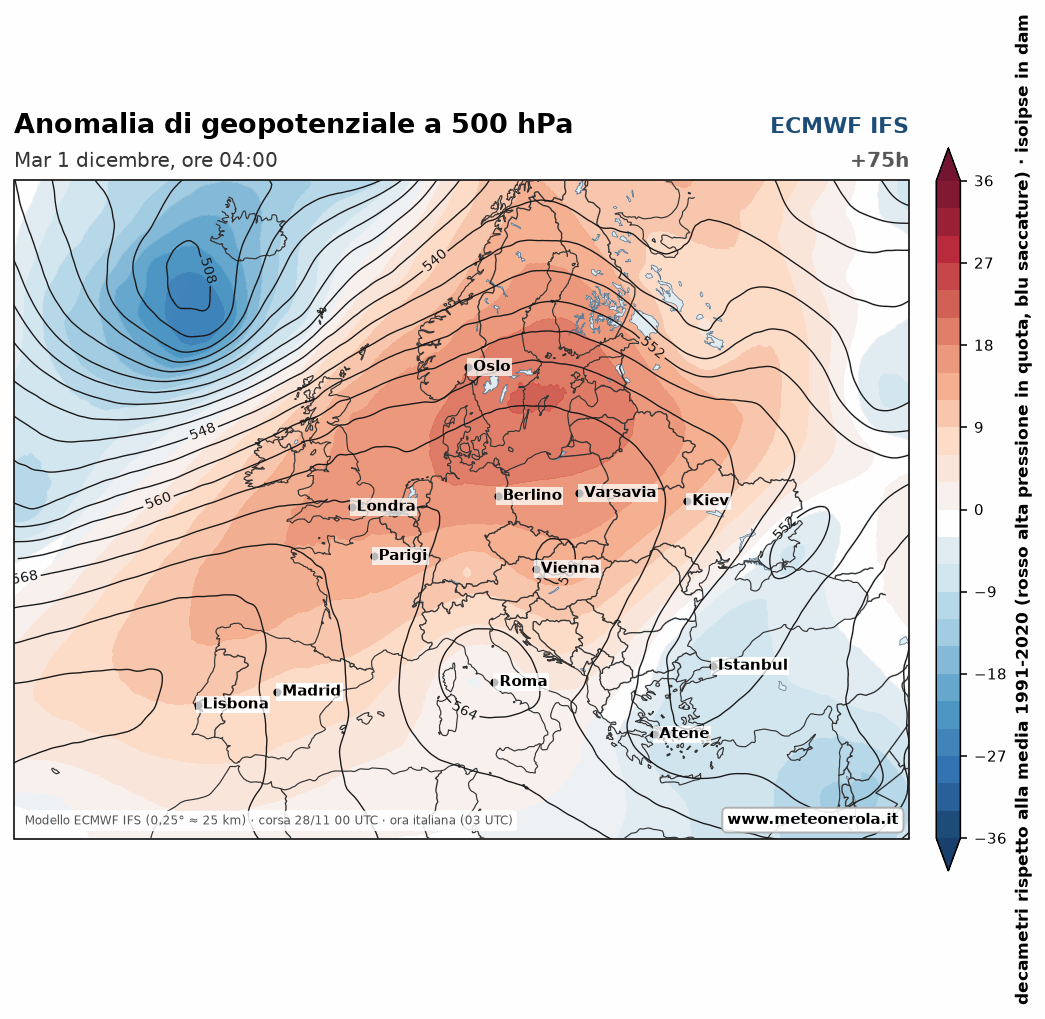 Anomalia di geopotenziale a 500 hPa
ECMWF IFS
Mar 1 dicembre, ore 04:00
+75h
508
540
552
548
560
568
552
564
Oslo
Berlino
Varsavia
Kiev
Londra
Parigi
Vienna
Istanbul
Roma
Madrid
Lisbona
Atene
Modello ECMWF IFS (0,25° ≈ 25 km) · corsa 28/11 00 UTC · ora italiana (03 UTC)
www.meteonerola.it
36
27
18
9
0
−9
−18
−27
−36
decametri rispetto alla media 1991-2020 (rosso alta pressione in quota, blu saccature) · isoipse in dam